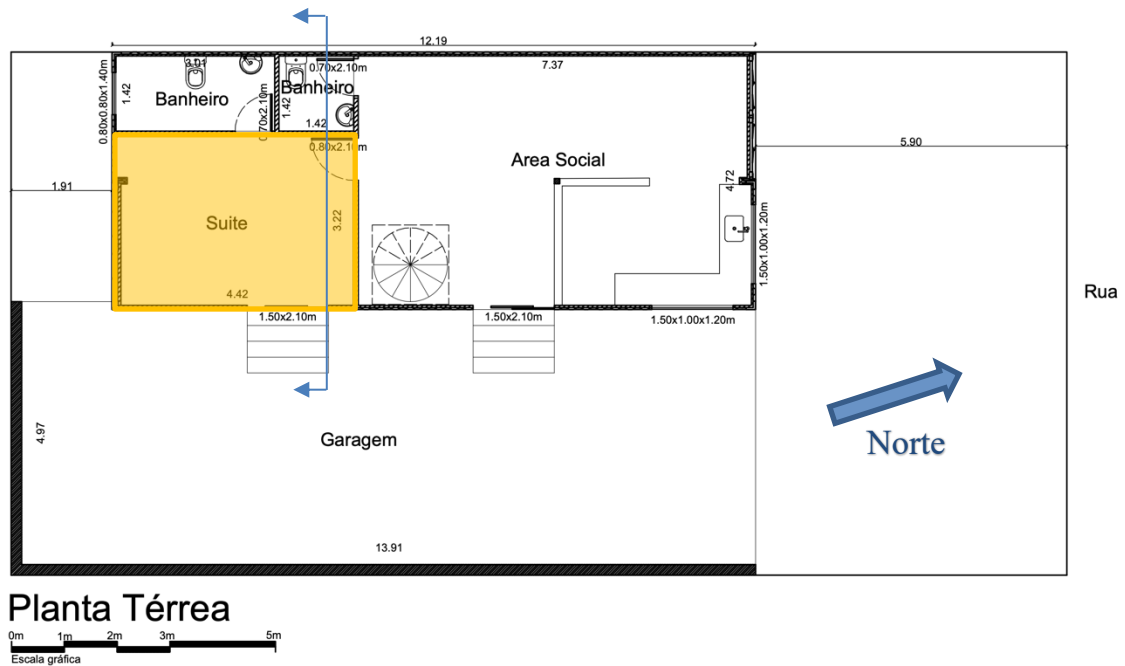 12.19
7.37
3.01
0.70x2.10m
Banheiro
Banheiro
1.42
1.42
1.42
0.70x2.10m
0.80x0.80x1.40m
0.80x2.10m
5.90
Area Social
1.91
4.72
Suite
3.22
1.50x1.00x1.20m
4.42
1.50x2.10m
1.50x2.10m
1.50x1.00x1.20m
Rua
4.97
Garagem
Norte
13.91
Planta Térrea
0m 1m 2m 3m 5m
Escala gráfica